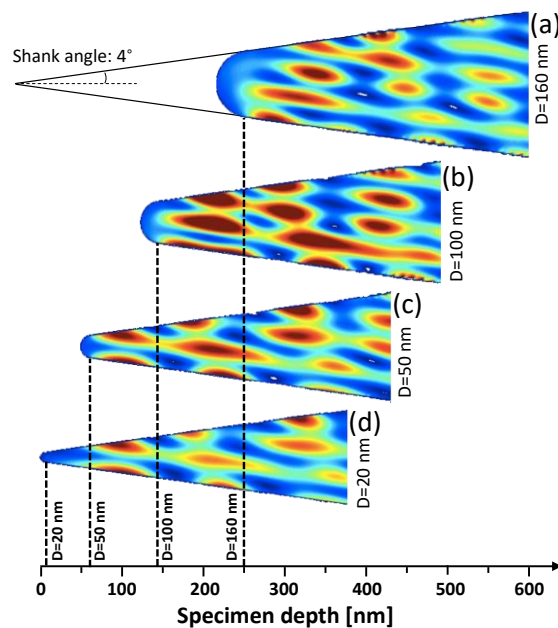 (a)
Shank angle: 4°
D=160 nm
(b)
D=100 nm
(c)
D=50 nm
(d)
D=20 nm
D=20 nm
D=50 nm
D=100 nm
D=160 nm
0 100 200 300 400 500 600
Specimen depth [nm]